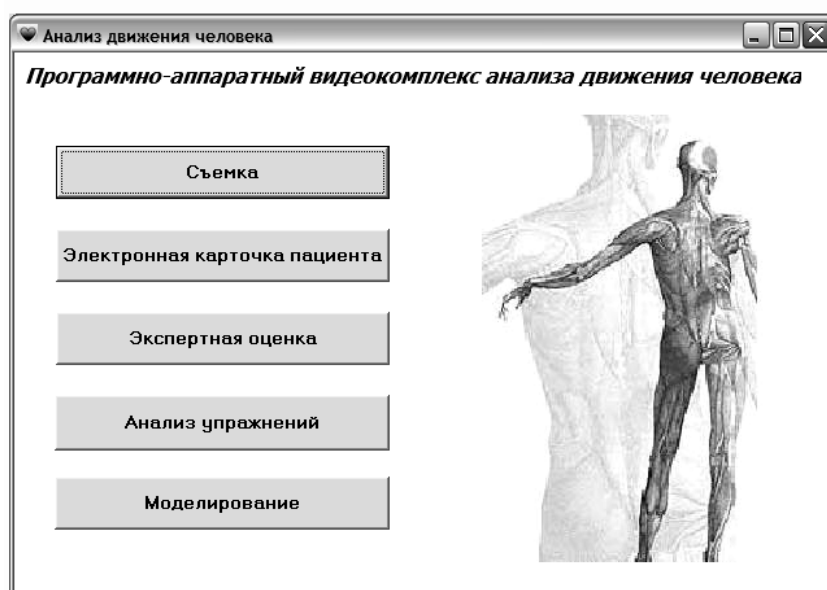 Анализ движения человека
Программно-аппаратный видеокомплекс анализа движения человека
Съемка
Электронная карточка пациента
Экспертная оценка
Анализ упражнений
Моделирование